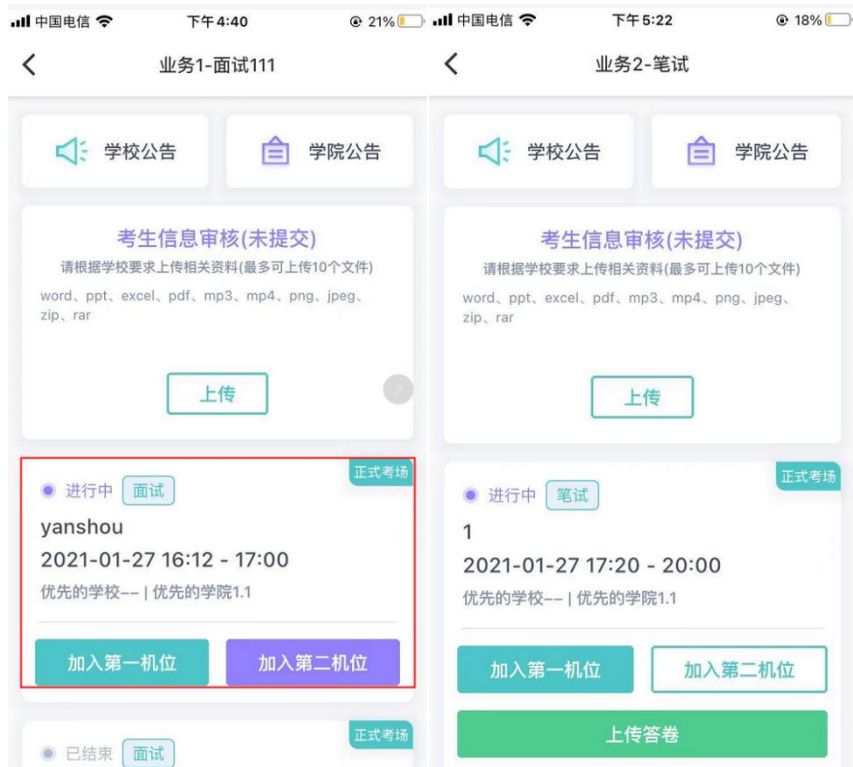 中国电信 下午4:40 21%
业务1-面试111
学校公告 学院公告
考生信息审核(未提交)
请根据学校要求上传相关资料(最多可上传10个文件)
word、ppt、excel、pdf、mp3、mp4、png、jpeg、
zip、rar
上传
正式考场
进行中 面试
yanshou
2021-01-27 16:12 - 17:00
优先的学校-- | 优先的学院1.1
加入第一机位 加入第二机位
正式考场
已结束 面试
中国电信 下午5:22 18%
业务2-笔试
学校公告 学院公告
考生信息审核(未提交)
请根据学校要求上传相关资料(最多可上传10个文件)
word、ppt、excel、pdf、mp3、mp4、png、jpeg、
zip、rar
上传
正式考场
进行中 笔试
1
2021-01-27 17:20 - 20:00
优先的学校-- | 优先的学院1.1
加入第一机位 加入第二机位
上传答卷